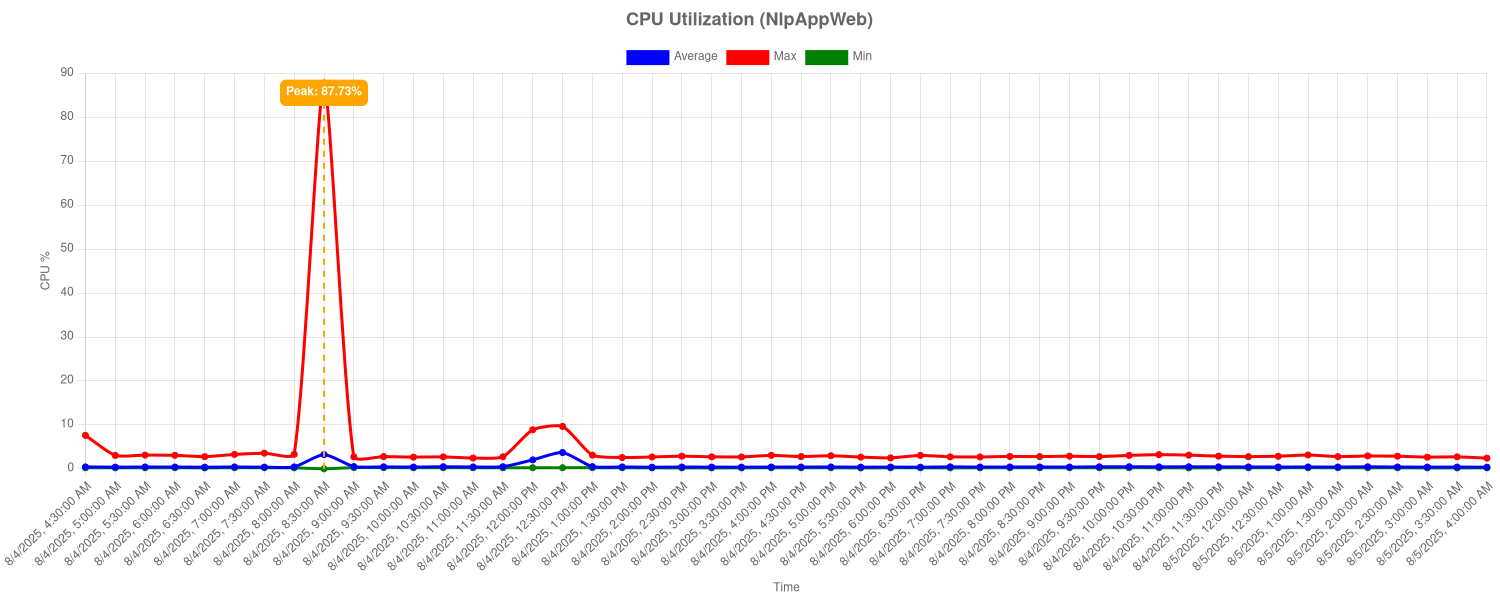 CPU Utilization (NlpAppWeb)
Average Max Min
Peak: 87.73%
90
80
70
60
50
40
30
20
10
0
CPU %
8/4/2025, 4:30:00 AM
8/4/2025, 5:00:00 AM
8/4/2025, 5:30:00 AM
8/4/2025, 6:00:00 AM
8/4/2025, 6:30:00 AM
8/4/2025, 7:00:00 AM
8/4/2025, 7:30:00 AM
8/4/2025, 8:00:00 AM
8/4/2025, 8:30:00 AM
8/4/2025, 9:00:00 AM
8/4/2025, 9:30:00 AM
8/4/2025, 10:00:00 AM
8/4/2025, 10:30:00 AM
8/4/2025, 11:00:00 AM
8/4/2025, 11:30:00 AM
8/4/2025, 12:00:00 PM
8/4/2025, 12:30:00 PM
8/4/2025, 1:00:00 PM
8/4/2025, 1:30:00 PM
8/4/2025, 2:00:00 PM
8/4/2025, 2:30:00 PM
8/4/2025, 3:00:00 PM
8/4/2025, 3:30:00 PM
8/4/2025, 4:00:00 PM
8/4/2025, 4:30:00 PM
8/4/2025, 5:00:00 PM
8/4/2025, 5:30:00 PM
8/4/2025, 6:00:00 PM
8/4/2025, 6:30:00 PM
8/4/2025, 7:00:00 PM
8/4/2025, 7:30:00 PM
8/4/2025, 8:00:00 PM
8/4/2025, 8:30:00 PM
8/4/2025, 9:00:00 PM
8/4/2025, 9:30:00 PM
8/4/2025, 10:00:00 PM
8/4/2025, 10:30:00 PM
8/4/2025, 11:00:00 PM
8/4/2025, 11:30:00 PM
8/5/2025, 12:00:00 AM
8/5/2025, 12:30:00 AM
8/5/2025, 1:00:00 AM
8/5/2025, 1:30:00 AM
8/5/2025, 2:00:00 AM
8/5/2025, 2:30:00 AM
8/5/2025, 3:00:00 AM
8/5/2025, 3:30:00 AM
8/5/2025, 4:00:00 AM
Time